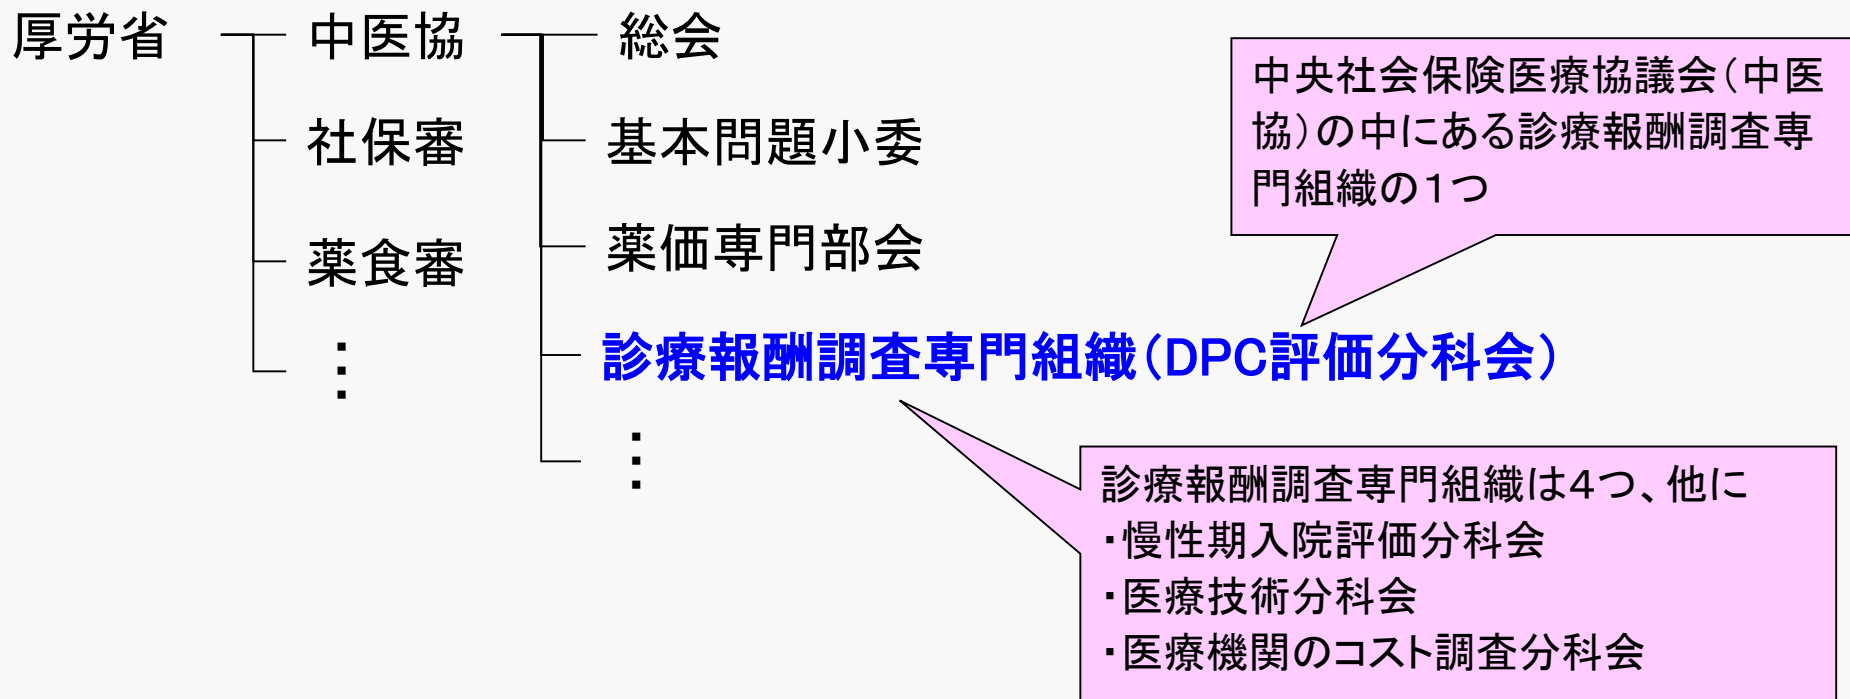 厚労省
中医協
総会
社保審
基本問題小委
薬食審
薬価専門部会
：
診療報酬調査専門組織（DPC評価分科会）
：
中央社会保険医療協議会（中医
協）の中にある診療報酬調査専
門組織の１つ
診療報酬調査専門組織は４つ、他に
・慢性期入院評価分科会
・医療技術分科会
・医療機関のコスト調査分科会